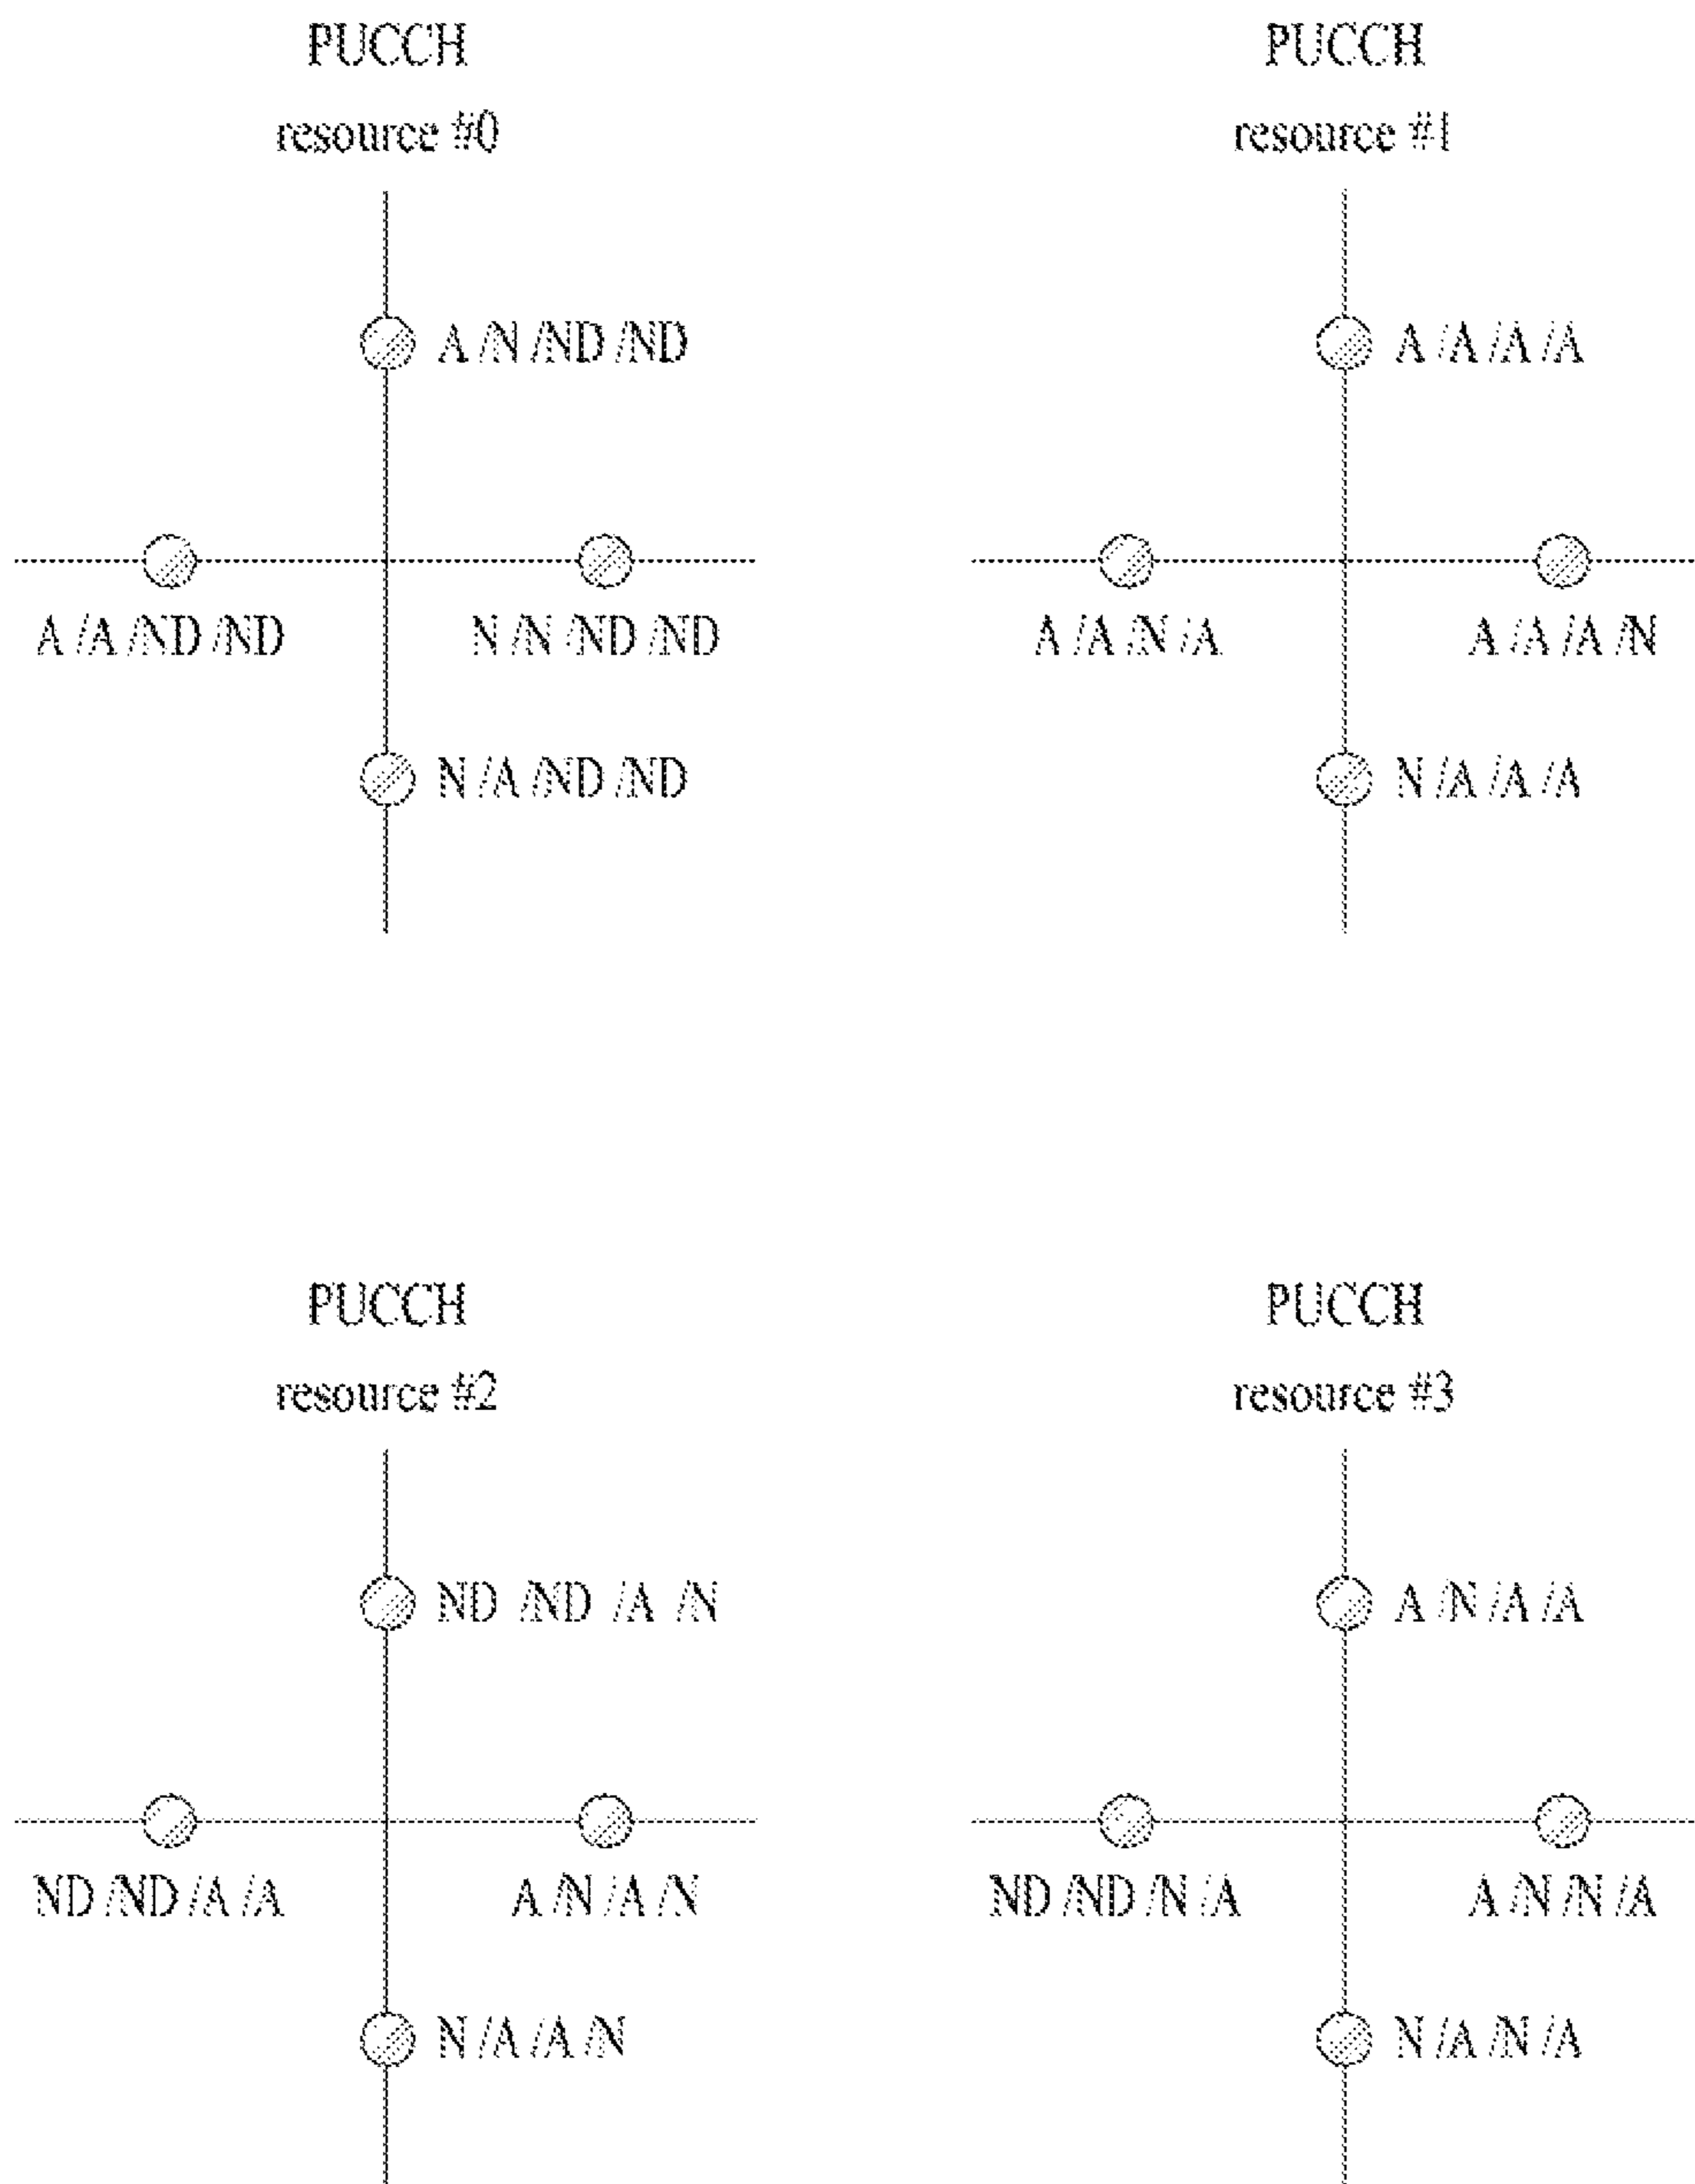 PUCCH
resource #0
A /N /ND /ND
A /A /ND /ND
N /N /ND /ND
N /A /ND /ND
PUCCH
resource #1
A /A /A /A
A /A /N /A
A /A /A /N
N /A /A /A
PUCCH
resource #2
ND /ND /A /N
ND /ND /A /A
A /N /A /N
N /A /A /N
PUCCH
resource #3
A /N /A /A
ND /ND /N /A
A /N /N /A
N /A /N /A